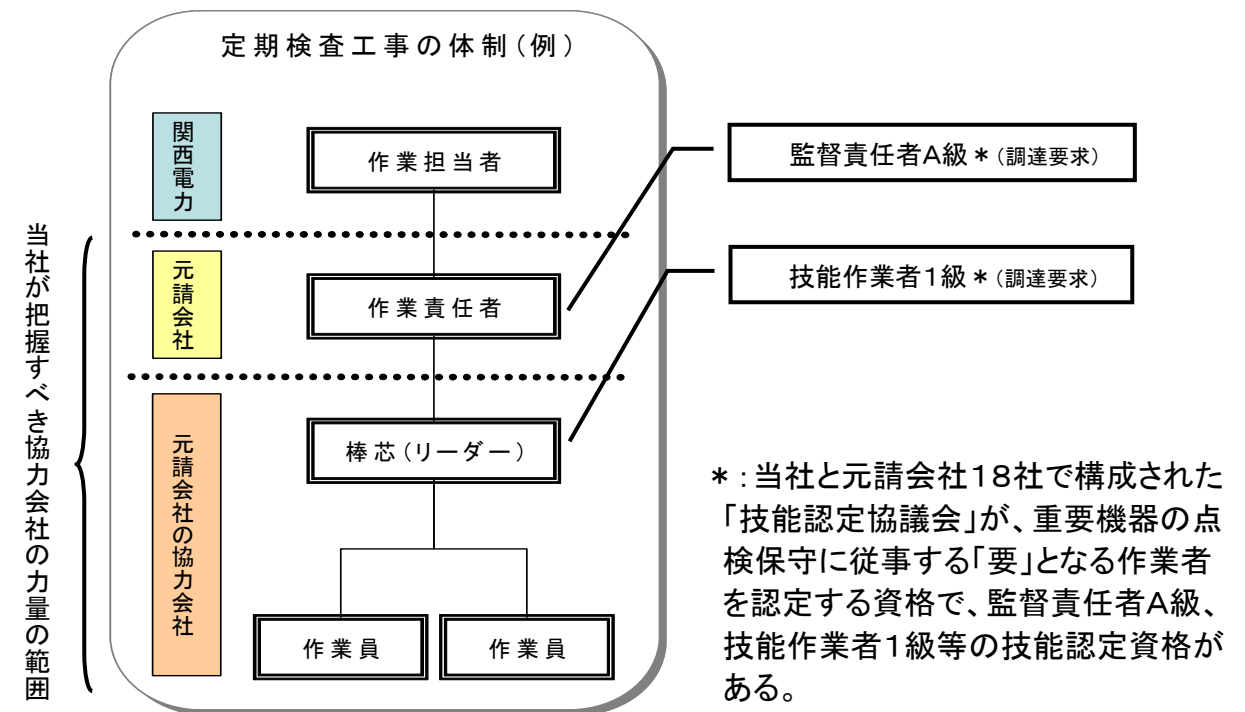 定期検査工事の体制(例)
関西電力
作業担当者
監督責任者A級*(調達要求)
当社が把握すべき協力会社の力量の範囲
元請会社
作業責任者
技能作業者1級*(調達要求)
元請会社の協力会社
棒芯(リーダー)
作業員
作業員
*:当社と元請会社18社で構成された
「技能認定協議会」が、重要機器の点
検保守に従事する「要」となる作業者
を認定する資格で、監督責任者A級、
技能作業者1級等の技能認定資格が
ある。